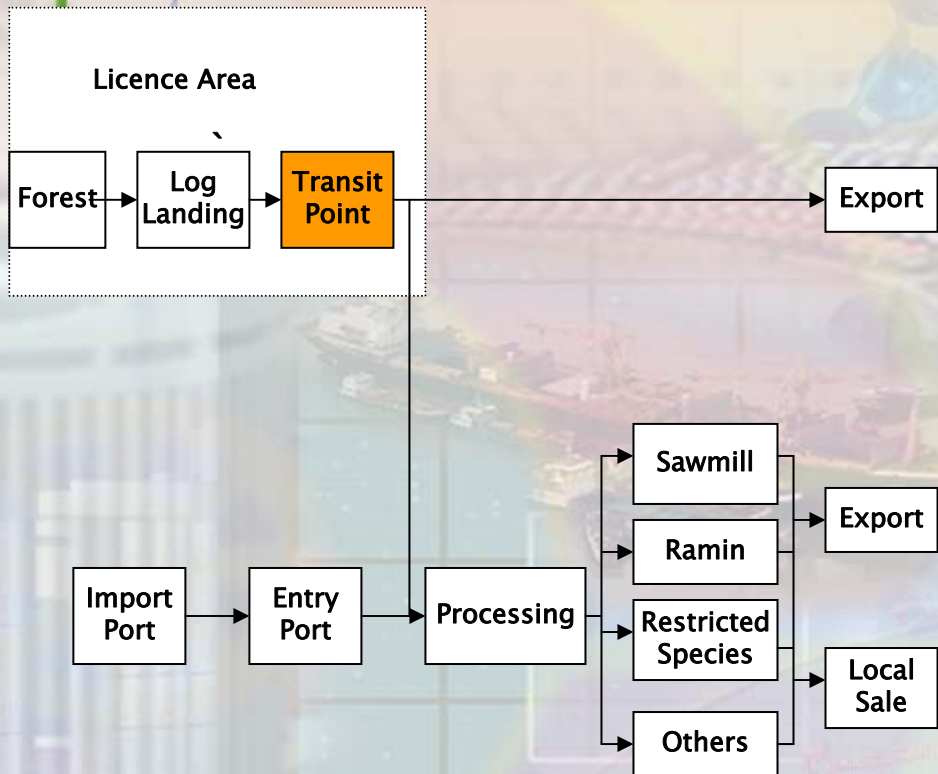 Licence Area
`
Forest
Log
Landing
Transit
Point
Export
Sawmill
Export
Ramin
Import
Port
Entry
Port
Processing
Restricted
Species
Local
Sale
Others